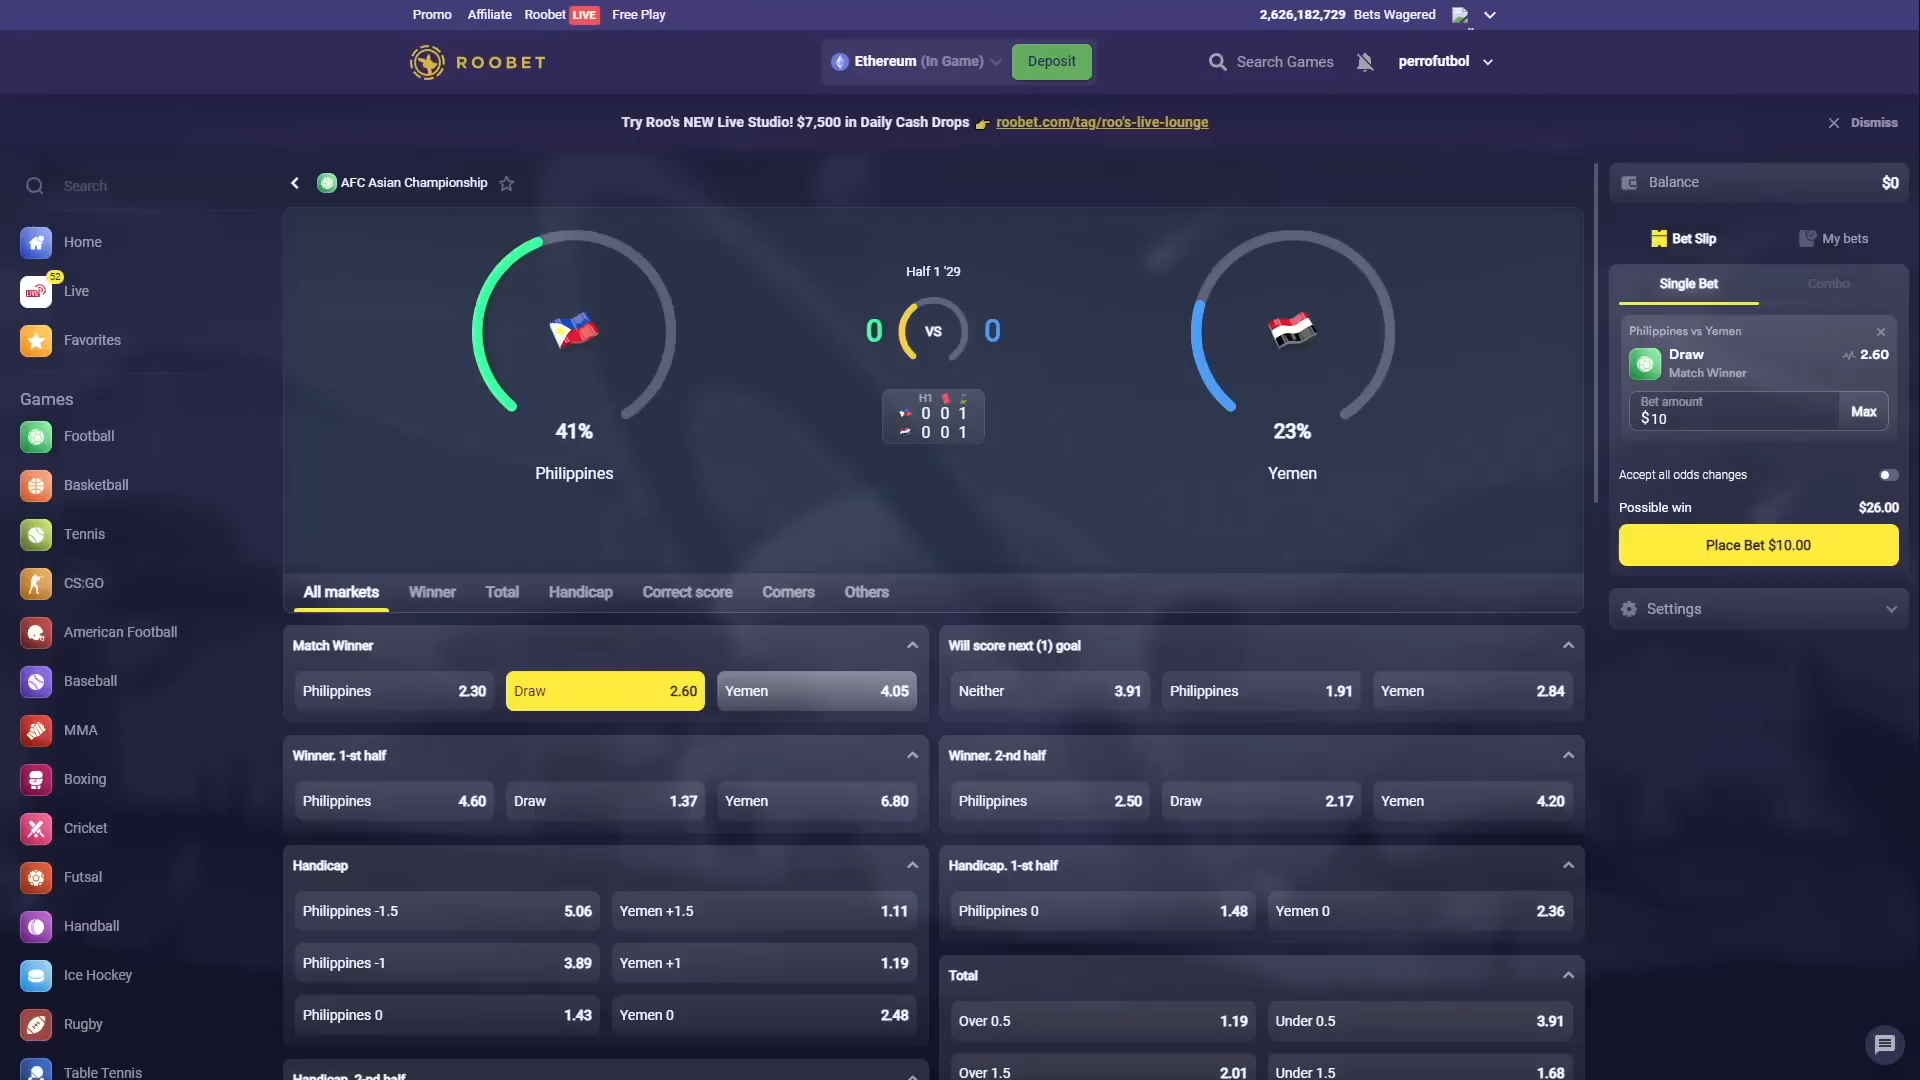 Promo Affiliate Roobet LIVE Free Play
2,626,182,729 Bets Wagered
ROOBET
Ethereum (In Game) Deposit
Search Games
perrofutbol
Try Roo's NEW Live Studio! $7,500 in Daily Cash Drops 👉 roobet.com/tag/roo's-live-lounge
Dismiss
Search
Home
52
LIVE
Live
Favorites
Games
Football
Basketball
Tennis
CS:GO
American Football
Baseball
MMA
Boxing
Cricket
Futsal
Handball
Ice Hockey
Rugby
Table Tennis
AFC Asian Championship
Half 1 '29
0 VS 0
H1
0 0 1
0 0 1
41%
Philippines
23%
Yemen
All markets Winner Total Handicap Correct score Corners Others
Match Winner
Philippines 2.30 Draw 2.60 Yemen 4.05
Will score next (1) goal
Neither 3.91 Philippines 1.91 Yemen 2.84
Winner. 1-st half
Philippines 4.60 Draw 1.37 Yemen 6.80
Winner. 2-nd half
Philippines 2.50 Draw 2.17 Yemen 4.20
Handicap
Philippines -1.5 5.06 Yemen +1.5 1.11
Philippines -1 3.89 Yemen +1 1.19
Philippines 0 1.43 Yemen 0 2.48
Handicap. 2-nd half
Handicap. 1-st half
Philippines 0 1.48 Yemen 0 2.36
Total
Over 0.5 1.19 Under 0.5 3.91
Over 1.5 2.01 Under 1.5 1.68
Balance $0
Bet Slip My bets
Single Bet Combo
Philippines vs Yemen
Draw 2.60
Match Winner
Bet amount
$10 Max
Accept all odds changes
Possible win $26.00
Place Bet $10.00
Settings